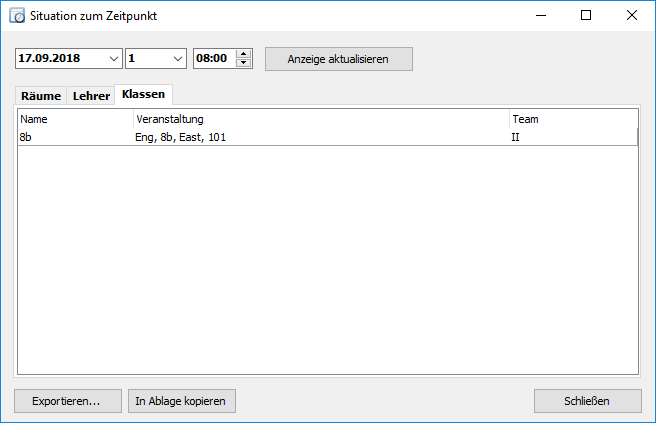 Situation zum Zeitpunkt
17.09.2018 1 08:00 Anzeige aktualisieren
Räume Lehrer Klassen
Name Veranstaltung Team
8b Eng, 8b, East, 101 II
Exportieren... In Ablage kopieren Schließen